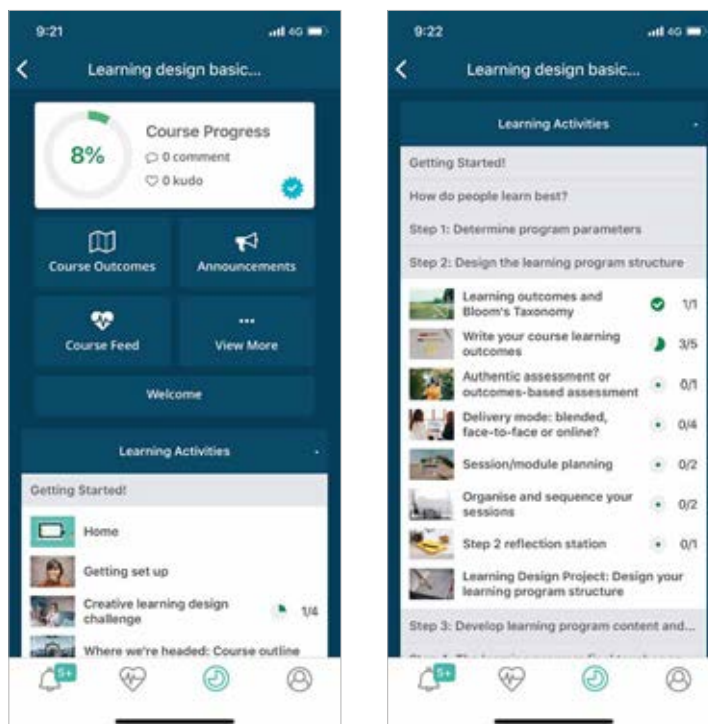 9:21
4G
Learning design basic...
8%
Course Progress
0 comment
0 kudo
Course Outcomes
Announcements
Course Feed
View More
Welcome
Learning Activities
Getting Started!
Home
Getting set up
Creative learning design
challenge
1/4
Where we're headed: Course outline
5+
9:22
4G
Learning design basic...
Learning Activities
Getting Started!
How do people learn best?
Step 1: Determine program parameters
Step 2: Design the learning program structure
Learning outcomes and
Bloom's Taxonomy
1/1
Write your course learning
outcomes
3/5
Authentic assessment or
outcomes-based assessment
0/1
Delivery mode: blended,
face-to-face or online?
0/4
Session/module planning
0/2
Organise and sequence your
sessions
0/2
Step 2 reflection station
0/1
Learning Design Project: Design your
learning program structure
Step 3: Develop learning program content and...
5+